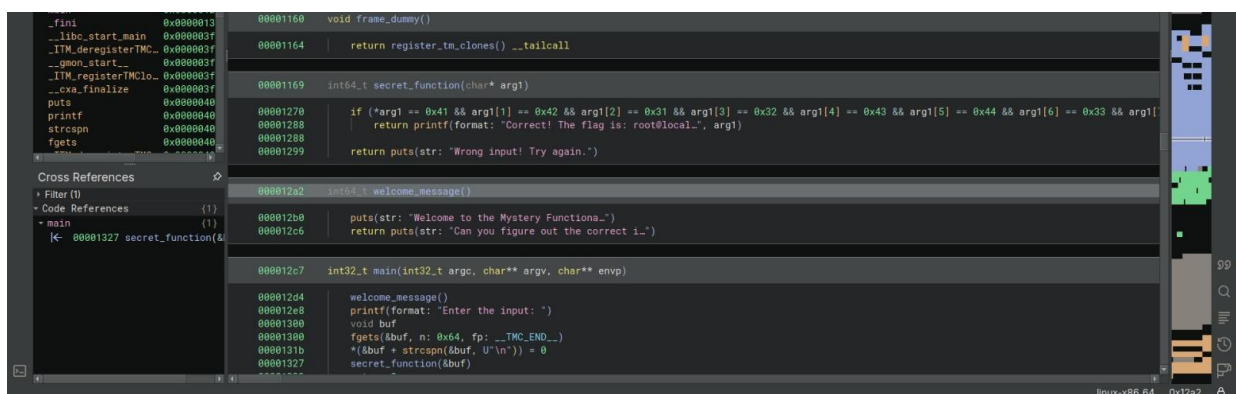 _fini 0x0000013
__libc_start_main 0x000003f
_ITM_deregisterTMC… 0x000003f
__gmon_start__ 0x000003f
_ITM_registerTMClo… 0x000003f
__cxa_finalize 0x000003f
puts 0x0000040
printf 0x0000040
strcspn 0x0000040
fgets 0x0000040
Cross References
Filter (1)
Code References {1}
main {1}
00001327 secret_function(&
00001160 void frame_dummy()
00001164 return register_tm_clones() __tailcall
00001169 int64_t secret_function(char* arg1)
00001270 if (*arg1 == 0x41 && arg1[1] == 0x42 && arg1[2] == 0x31 && arg1[3] == 0x32 && arg1[4] == 0x43 && arg1[5] == 0x44 && arg1[6] == 0x33 && arg1[
00001288 return printf(format: "Correct! The flag is: root@local…", arg1)
00001288
00001299 return puts(str: "Wrong input! Try again.")
000012a2 int64_t welcome_message()
000012b0 puts(str: "Welcome to the Mystery Functiona…")
000012c6 return puts(str: "Can you figure out the correct i…")
000012c7 int32_t main(int32_t argc, char** argv, char** envp)
000012d4 welcome_message()
000012e8 printf(format: "Enter the input: ")
00001300 void buf
00001300 fgets(&buf, n: 0x64, fp: __TMC_END__)
0000131b *(&buf + strcspn(&buf, U"\n")) = 0
00001327 secret_function(&buf)
linux-x86_64 0x12a2